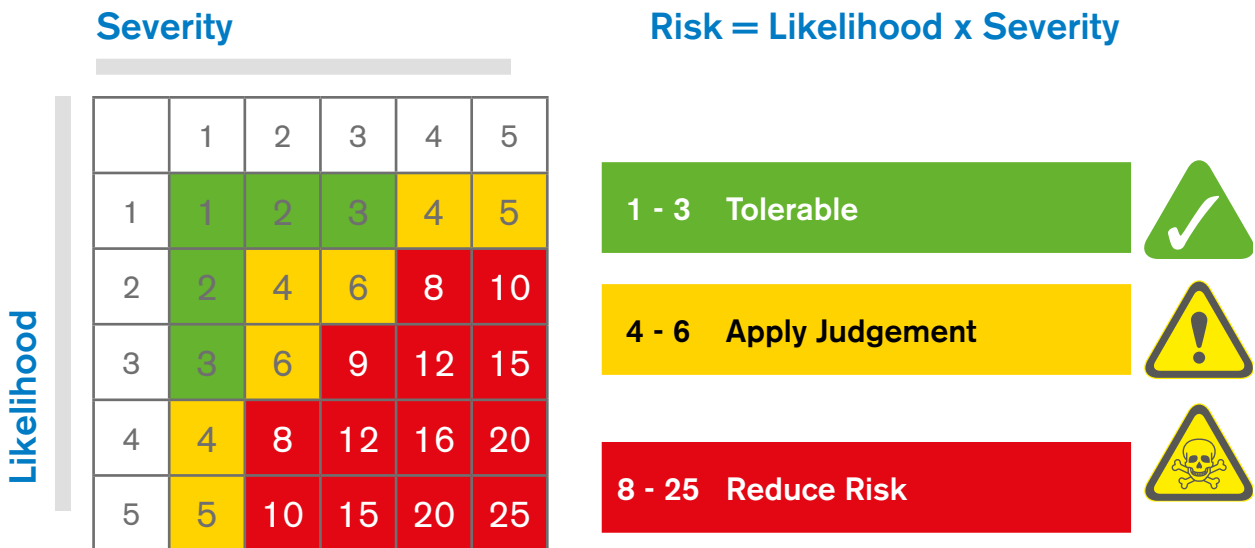 Severity
Risk = Likelihood x Severity
Likelihood
1 2 3 4 5
1 1 2 3 4 5
2 2 4 6 8 10
3 3 6 9 12 15
4 4 8 12 16 20
5 5 10 15 20 25
1 - 3 Tolerable
4 - 6 Apply Judgement
8 - 25 Reduce Risk